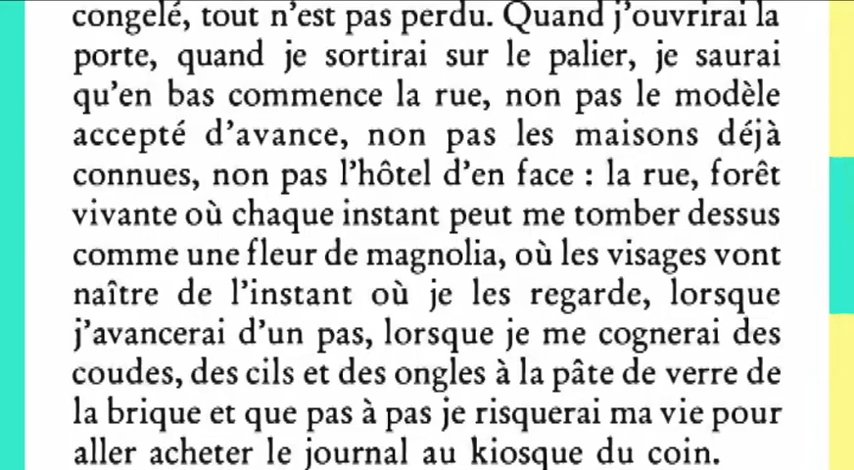 congelé, tout n’est pas perdu. Quand j’ouvrirai la
porte, quand je sortirai sur le palier, je saurai
qu’en bas commence la rue, non pas le modèle
accepté d’avance, non pas les maisons déjà
connues, non pas l’hôtel d’en face : la rue, forêt
vivante où chaque instant peut me tomber dessus
comme une fleur de magnolia, où les visages vont
naître de l’instant où je les regarde, lorsque
j’avancerai d’un pas, lorsque je me cognerai des
coudes, des cils et des ongles à la pâte de verre de
la brique et que pas à pas je risquerai ma vie pour
aller acheter le journal au kiosque du coin.